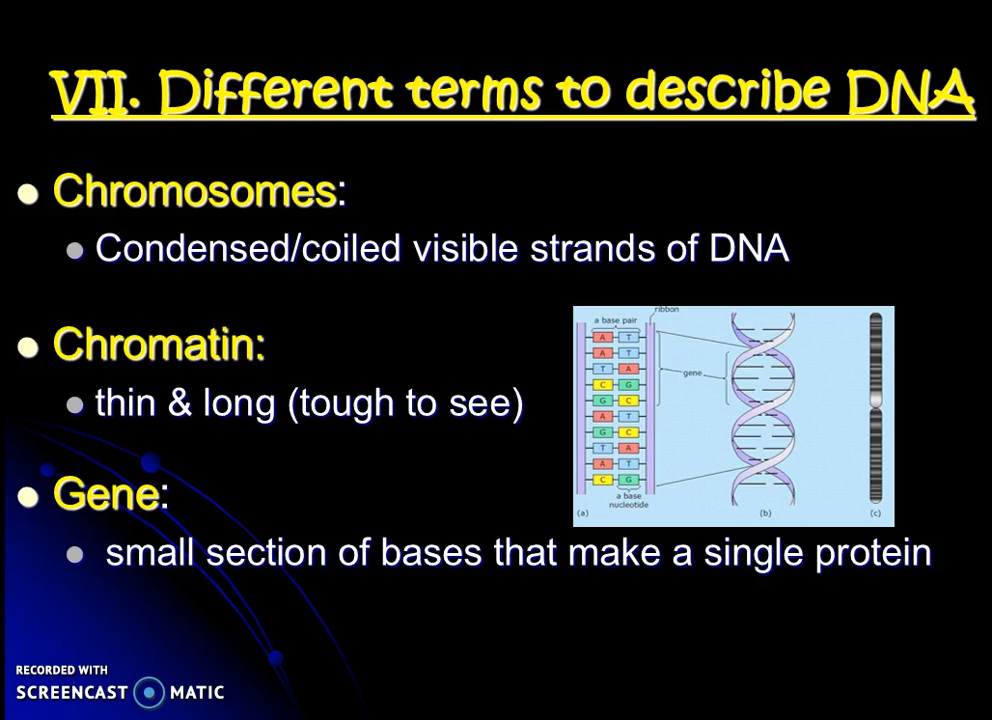 VII. Different terms to describe DNA
Chromosomes:
Condensed/coiled visible strands of DNA
Chromatin:
thin & long (tough to see)
Gene:
small section of bases that make a single protein
ribbon
a base pair
A T
A T
T A
gene
C G
G C
A T
G C
T A
A T
C G
a base
nucleotide
(a) (b) (c)
RECORDED WITH
SCREENCAST MATIC